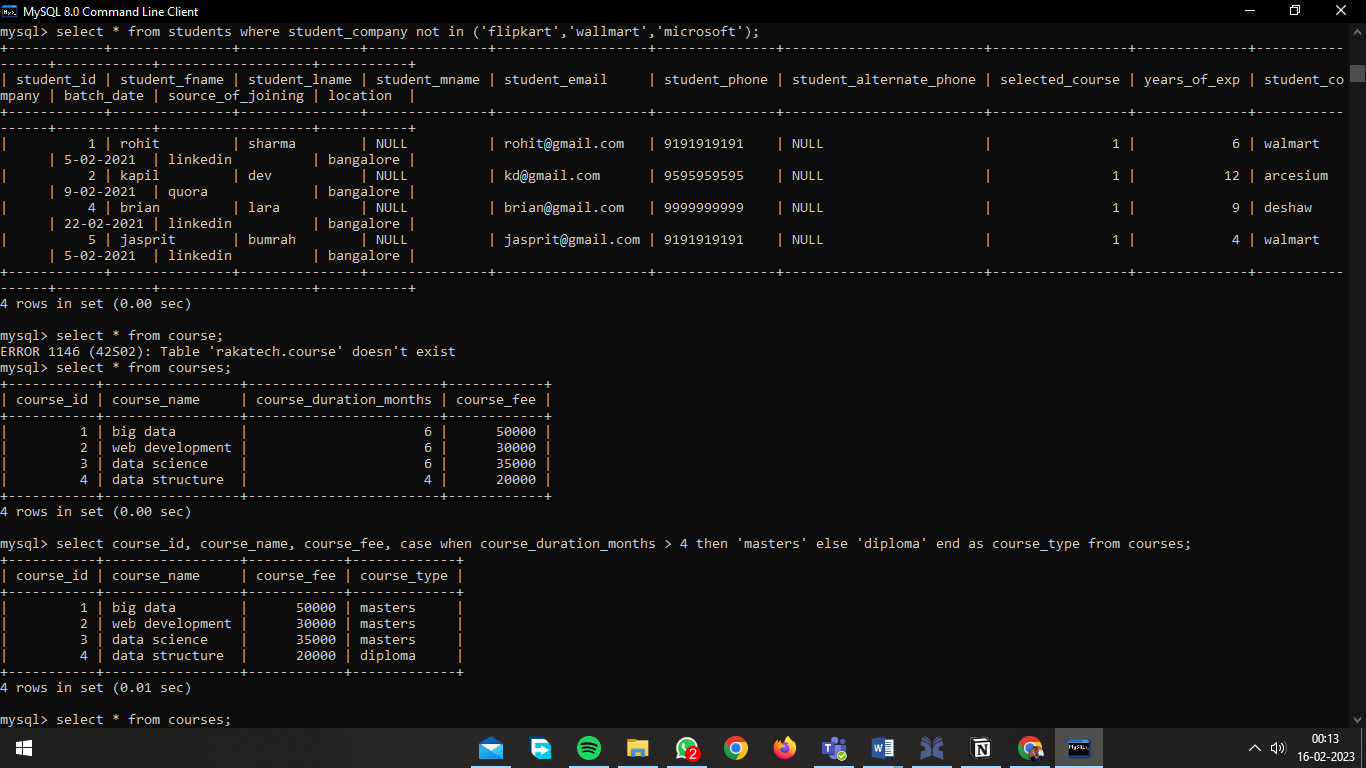 MySQL 8.0 Command Line Client
mysql> select * from students where student_company not in ('flipkart','wallmart','microsoft');
+------------+---------------+---------------+---------------+-------------------+---------------+-------------------------+-----------------+--------------+-----------
------+------------+-------------------+-----------+
| student_id | student_fname | student_lname | student_mname | student_email     | student_phone | student_alternate_phone | selected_course | years_of_exp | student_co
mpany | batch_date | source_of_joining | location  |
+------------+---------------+---------------+---------------+-------------------+---------------+-------------------------+-----------------+--------------+-----------
------+------------+-------------------+-----------+
|          1 | rohit         | sharma        | NULL          | rohit@gmail.com   | 9191919191    | NULL                    |               1 |            6 | walmart
      | 5-02-2021  | linkedin          | bangalore |
|          2 | kapil         | dev           | NULL          | kd@gmail.com      | 9595959595    | NULL                    |               1 |           12 | arcesium
      | 9-02-2021  | quora             | bangalore |
|          4 | brian         | lara          | NULL          | brian@gmail.com   | 9999999999    | NULL                    |               1 |            9 | deshaw
      | 22-02-2021 | linkedin          | bangalore |
|          5 | jasprit       | bumrah        | NULL          | jasprit@gmail.com | 9191919191    | NULL                    |               1 |            4 | walmart
      | 5-02-2021  | linkedin          | bangalore |
+------------+---------------+---------------+---------------+-------------------+---------------+-------------------------+-----------------+--------------+-----------
------+------------+-------------------+-----------+
4 rows in set (0.00 sec)
mysql> select * from course;
ERROR 1146 (42S02): Table 'rakatech.course' doesn't exist
mysql> select * from courses;
+-----------+-----------------+------------------------+------------+
| course_id | course_name     | course_duration_months | course_fee |
+-----------+-----------------+------------------------+------------+
|         1 | big data        |                      6 |      50000 |
|         2 | web development |                      6 |      30000 |
|         3 | data science    |                      6 |      35000 |
|         4 | data structure  |                      4 |      20000 |
+-----------+-----------------+------------------------+------------+
4 rows in set (0.00 sec)
mysql> select course_id, course_name, course_fee, case when course_duration_months > 4 then 'masters' else 'diploma' end as course_type from courses;
+-----------+-----------------+------------+-------------+
| course_id | course_name     | course_fee | course_type |
+-----------+-----------------+------------+-------------+
|         1 | big data        |      50000 | masters     |
|         2 | web development |      30000 | masters     |
|         3 | data science    |      35000 | masters     |
|         4 | data structure  |      20000 | diploma     |
+-----------+-----------------+------------+-------------+
4 rows in set (0.01 sec)
mysql> select * from courses;
2
00:13
16-02-2023